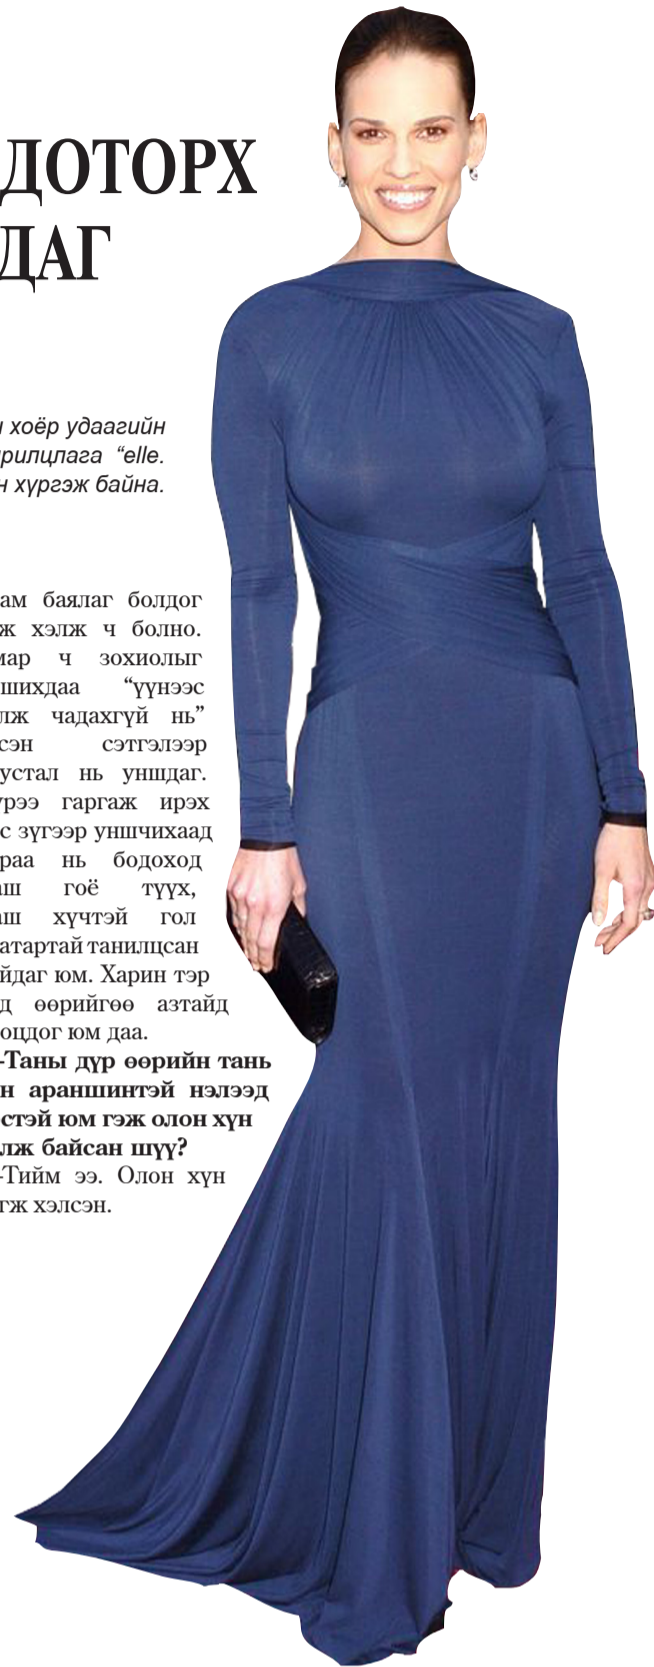 ДОТОРХ
ДАГ
хоёр удаагийн
рилцлага “elle.
н хүргэж байна.
ам баялаг болдог
ж хэлж ч болно.
мар ч зохиолыг
шихдаа “үүнээс
лж чадахгүй нь”
сэн сэтгэлээр
устал нь уншдаг.
үрээ гаргаж ирэх
с зүгээр уншчихаад
раа нь бодоход
аш гоё түүх,
аш хүчтэй гол
атартай танилцсан
йдаг юм. Харин тэр
д өөрийгөө азтайд
оцдог юм даа.
-Таны дүр өөрийн тань
н араншинтэй нэлээд
стэй юм гэж олон хүн
лж байсан шүү?
-Тийм ээ. Олон хүн
гж хэлсэн.